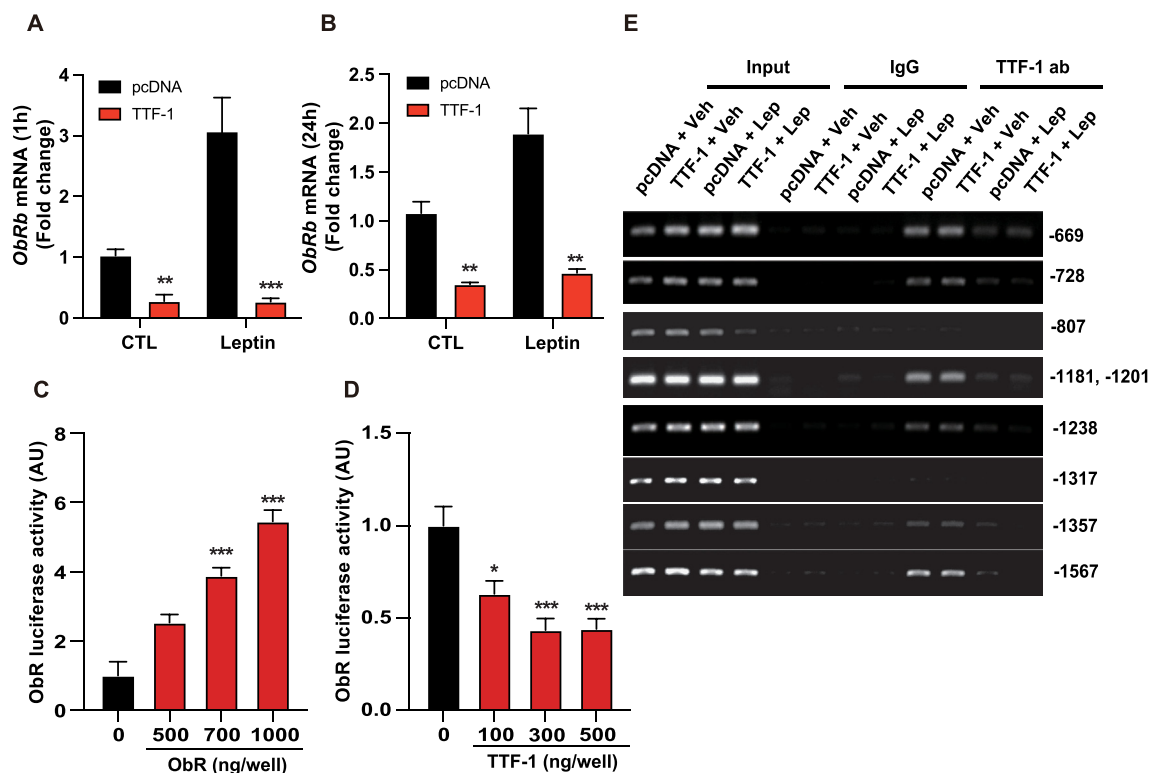 A
ObRb mRNA (1h)
(Fold change)
4
3
2
1
0
pcDNA
TTF-1
**
***
CTL
Leptin
B
ObRb mRNA (24h)
(Fold change)
2.5
2.0
1.5
1.0
0.5
0.0
pcDNA
TTF-1
**
**
CTL
Leptin
C
ObR luciferase activity (AU)
8
6
4
2
0
***
***
0
500
700
1000
ObR (ng/well)
D
ObR luciferase activity (AU)
1.5
1.0
0.5
0.0
*
***
***
0
100
300
500
TTF-1 (ng/well)
E
Input
IgG
TTF-1 ab
pcDNA + Veh
TTF-1 + Veh
pcDNA + Lep
TTF-1 + Lep
pcDNA + Veh
TTF-1 + Veh
pcDNA + Lep
TTF-1 + Lep
pcDNA + Veh
TTF-1 + Veh
pcDNA + Lep
TTF-1 + Lep
-669
-728
-807
-1181, -1201
-1238
-1317
-1357
-1567